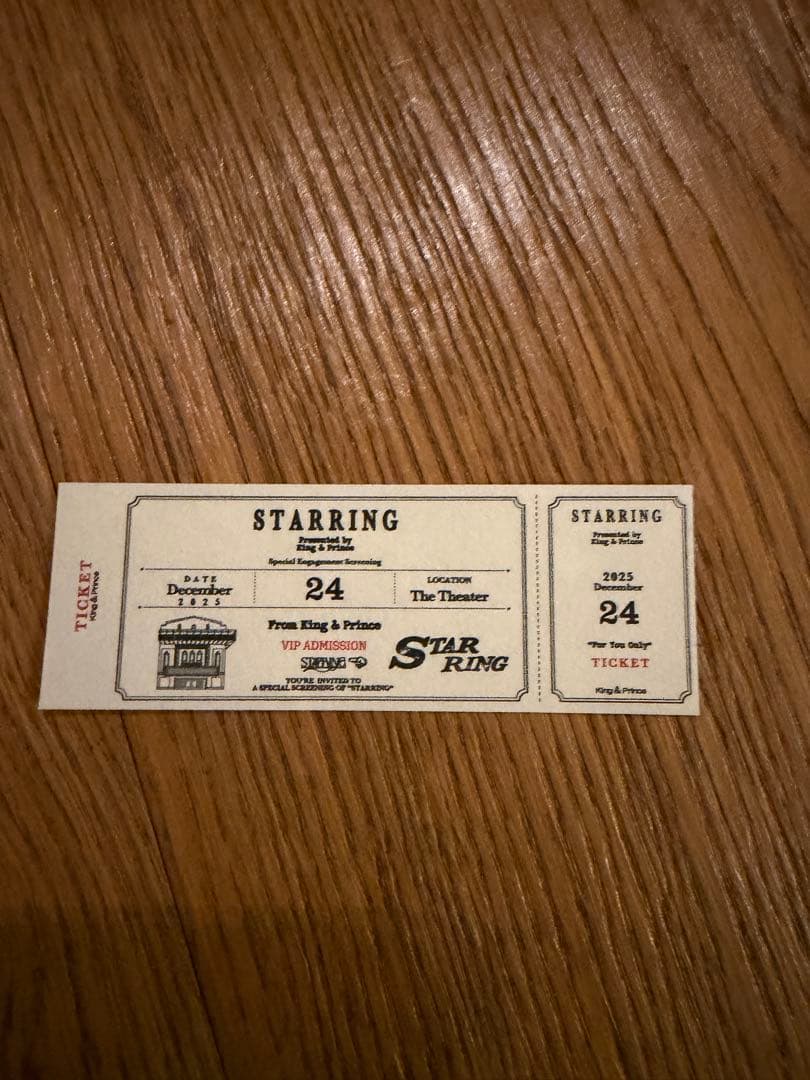 TICKET
King & Prince
STARRING
Presented by
King & Prince
Special Engagement Screening
DATE
December
2025
24
LOCATION
The Theater
From King & Prince
VIP ADMISSION
STARRING
YOU'RE INVITED TO
A SPECIAL SCREENING OF "STARRING"
STAR
RING
STARRING
Presented by
King & Prince
2025
December
24
"For You Only"
TICKET
King & Prince